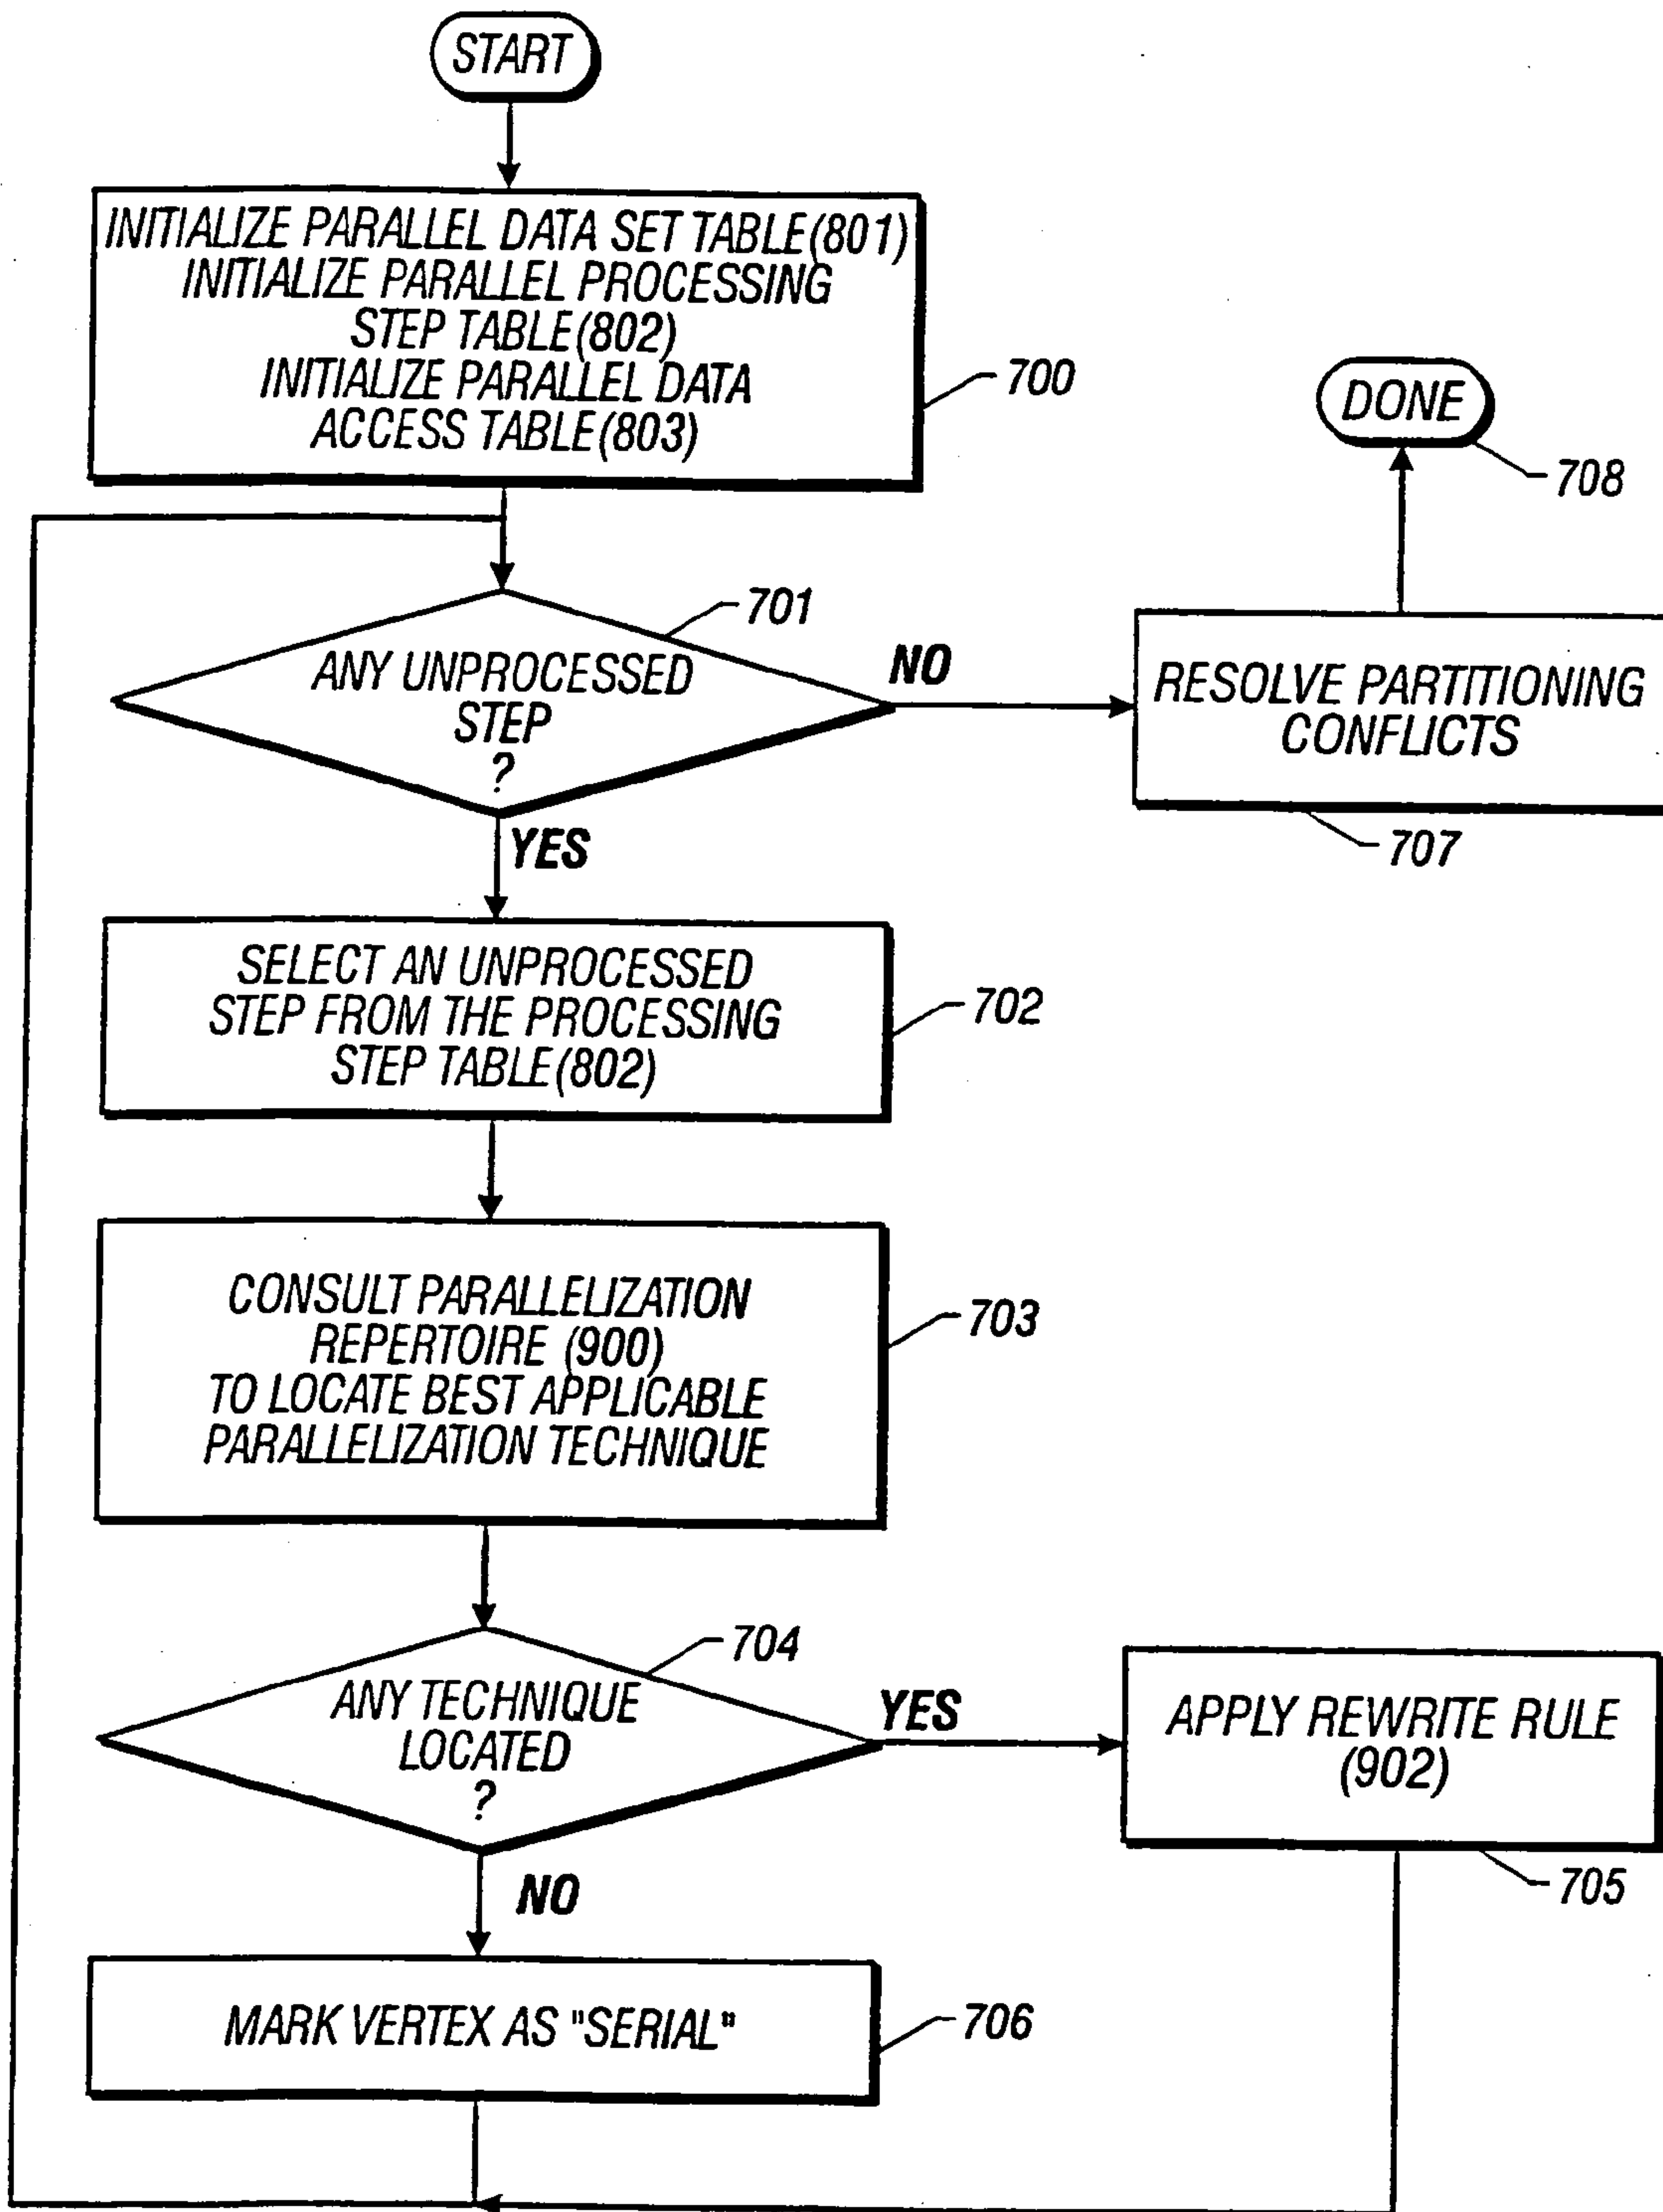 START
INITIALIZE PARALLEL DATA SET TABLE(801)
INITIALIZE PARALLEL PROCESSING
STEP TABLE(802)
INITIALIZE PARALLEL DATA
ACCESS TABLE(803)
700
DONE
708
701
ANY UNPROCESSED
STEP
?
NO
RESOLVE PARTITIONING
CONFLICTS
707
YES
SELECT AN UNPROCESSED
STEP FROM THE PROCESSING
STEP TABLE(802)
702
CONSULT PARALLELIZATION
REPERTOIRE (900)
TO LOCATE BEST APPLICABLE
PARALLELIZATION TECHNIQUE
703
704
ANY TECHNIQUE
LOCATED
?
YES
APPLY REWRITE RULE
(902)
705
NO
MARK VERTEX AS "SERIAL"
706